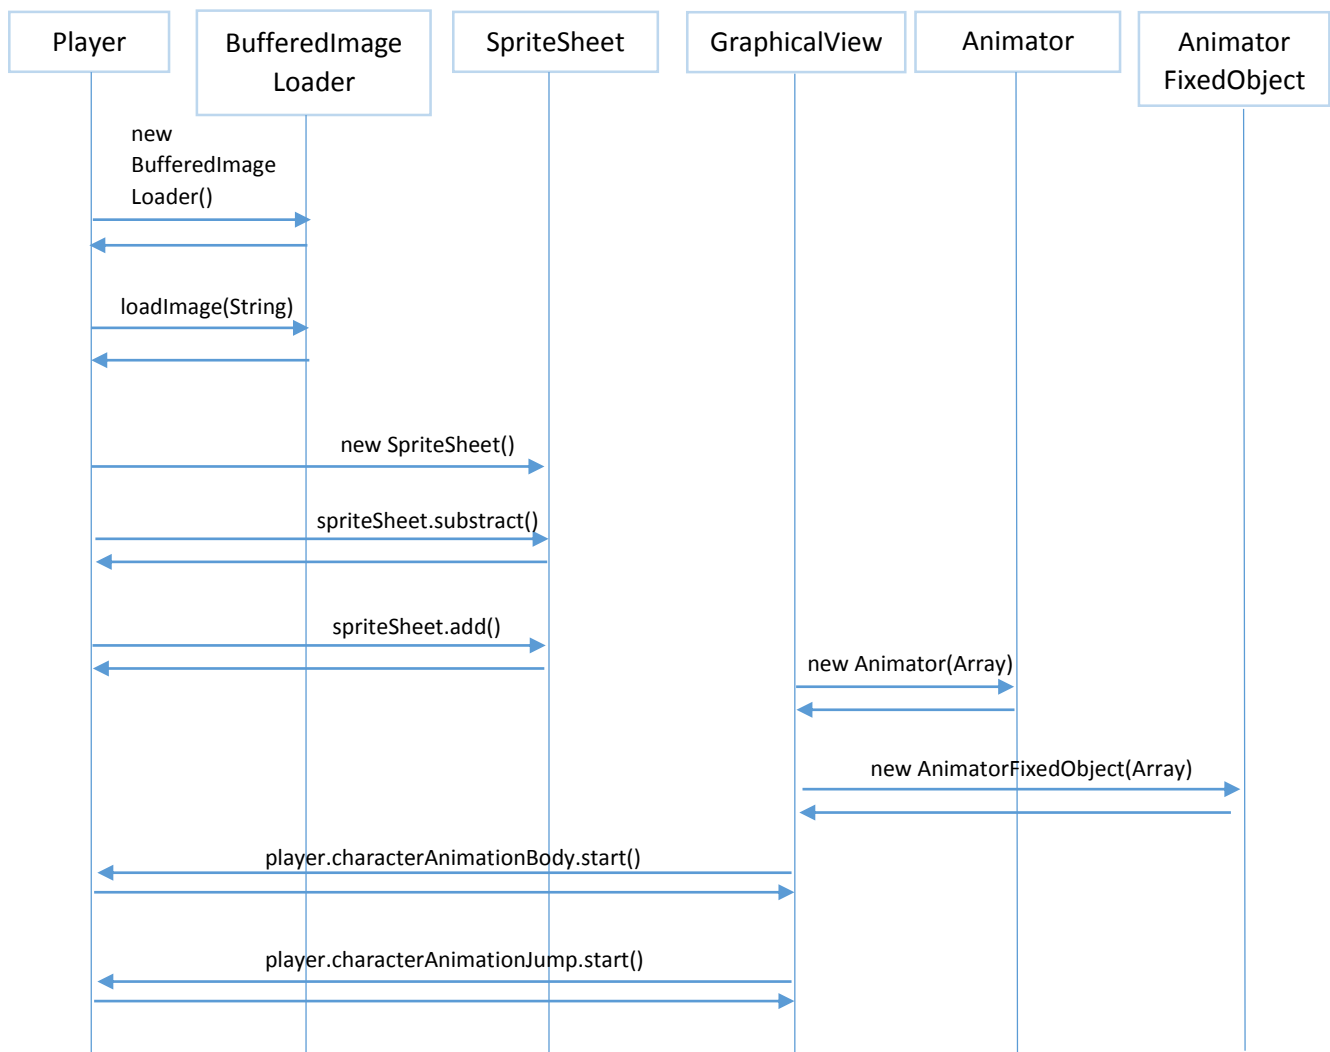 Player
BufferedImage
Loader
SpriteSheet
GraphicalView
Animator
Animator
FixedObject
new
BufferedImage
Loader()
loadImage(String)
new SpriteSheet()
spriteSheet.substract()
spriteSheet.add()
new Animator(Array)
new AnimatorFixedObject(Array)
player.characterAnimationBody.start()
player.characterAnimationJump.start()